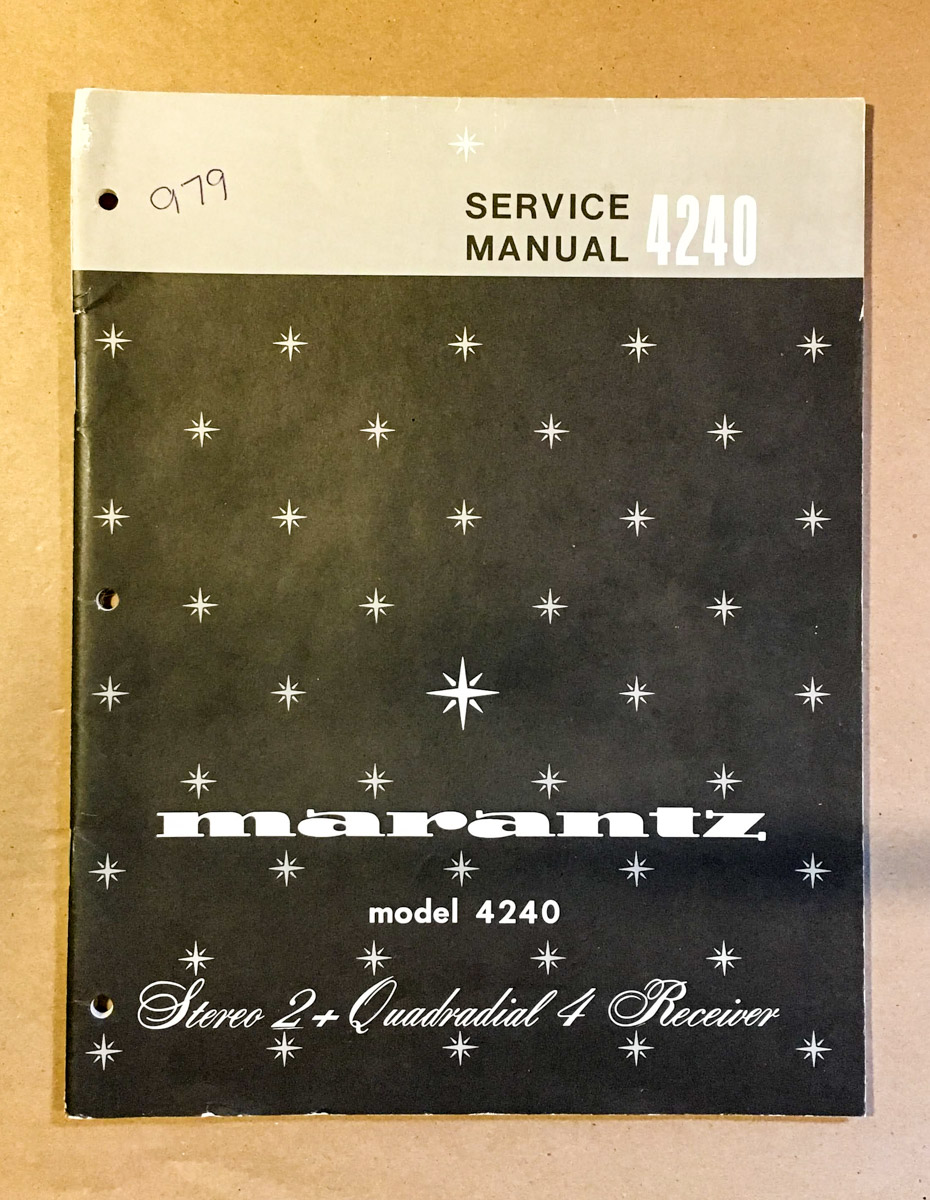 979
SERVICE
MANUAL 4240
marantz
model 4240
Stereo 2 + Quadradial 4 Receiver